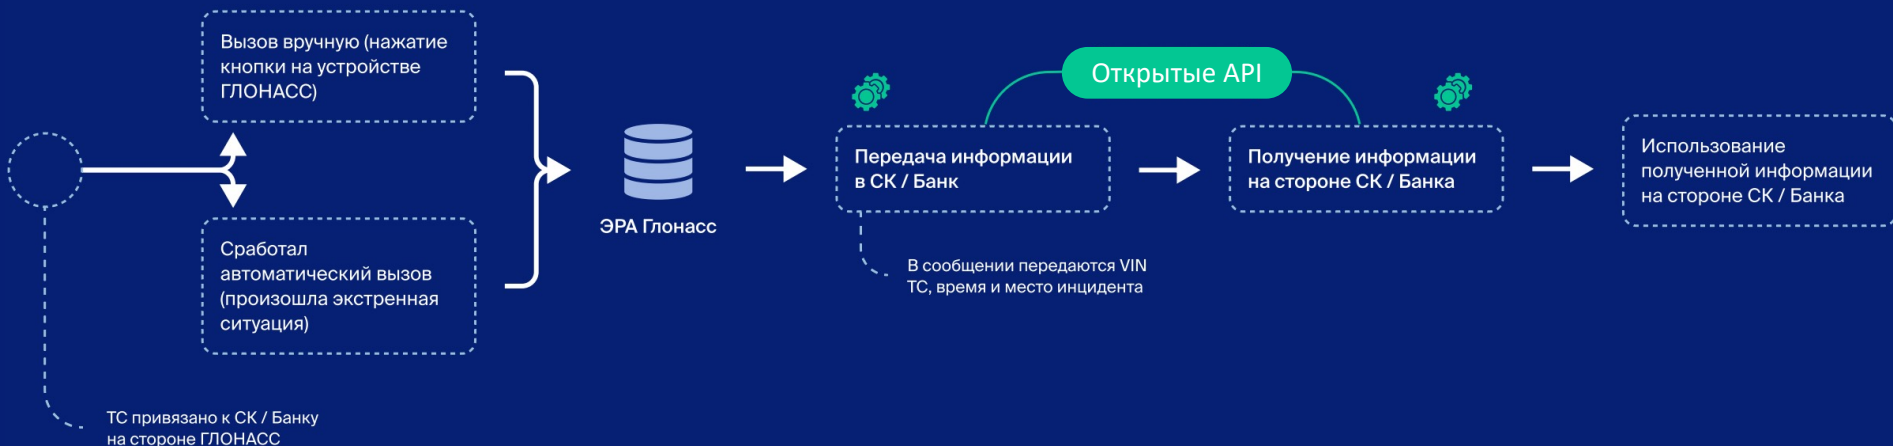 Вызов вручную (нажатие
кнопки на устройстве
ГЛОНАСС)
Сработал
автоматический вызов
(произошла экстренная
ситуация)
ТС привязано к СК / Банку
на стороне ГЛОНАСС
ЭРА Глонасс
Открытые API
Передача информации
в СК / Банк
В сообщении передаются VIN
ТС, время и место инцидента
Получение информации
на стороне СК / Банка
Использование
полученной информации
на стороне СК / Банка